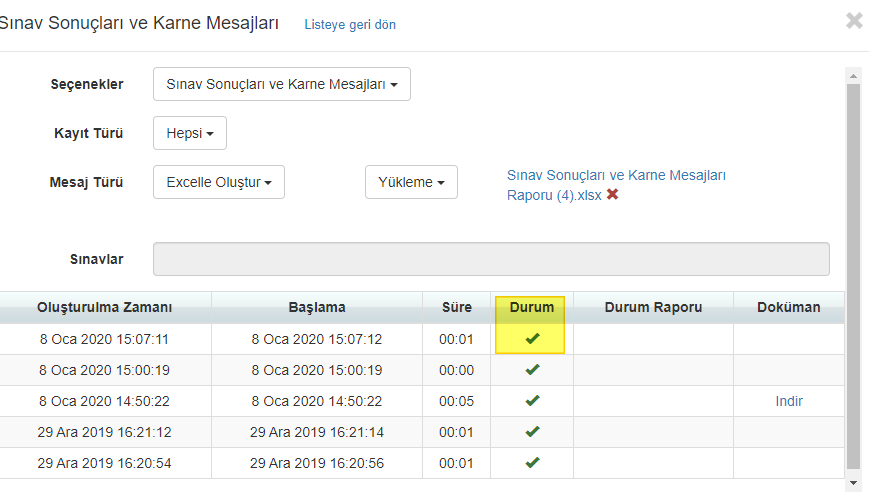 Sınav Sonuçları ve Karne Mesajları Listeye geri dön
Seçenekler Sınav Sonuçları ve Karne Mesajları
Kayıt Türü Hepsi
Mesaj Türü Excelle Oluştur Yükleme Sınav Sonuçları ve Karne Mesajları
Raporu (4).xlsx
Sınavlar
Oluşturulma Zamanı Başlama Süre Durum Durum Raporu Doküman
8 Oca 2020 15:07:11 8 Oca 2020 15:07:12 00:01
8 Oca 2020 15:00:19 8 Oca 2020 15:00:19 00:00
8 Oca 2020 14:50:22 8 Oca 2020 14:50:22 00:05 Indir
29 Ara 2019 16:21:12 29 Ara 2019 16:21:14 00:01
29 Ara 2019 16:20:54 29 Ara 2019 16:20:56 00:01